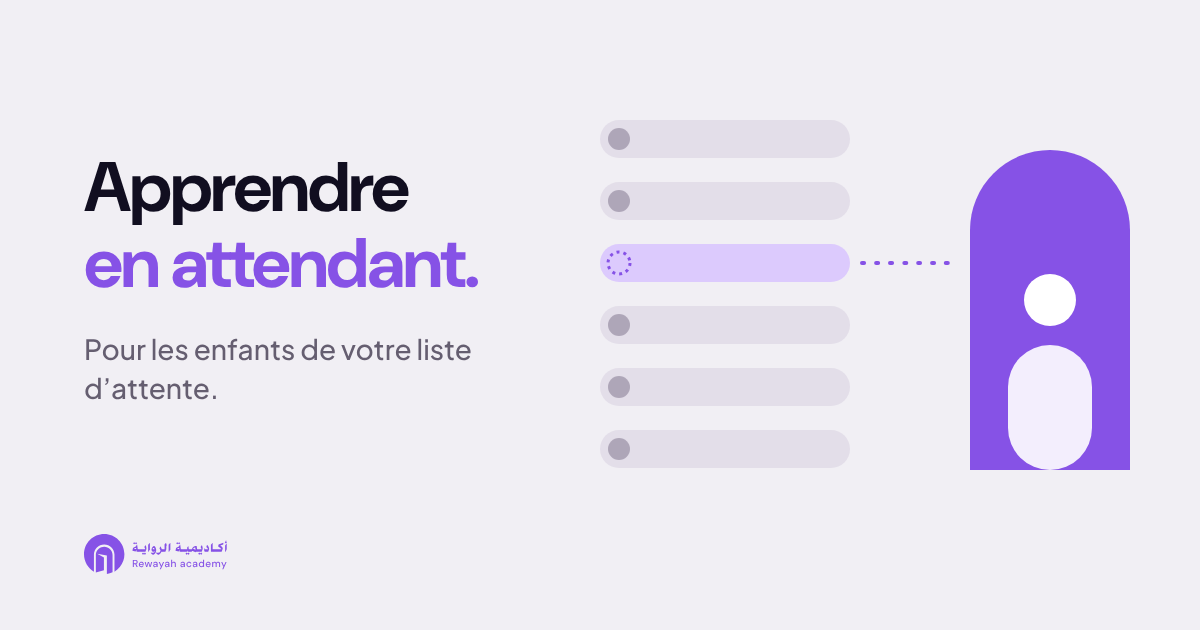 Apprendre
en attendant.
Pour les enfants de votre liste
d’attente.
أكاديمية الرواية
Rewayah academy